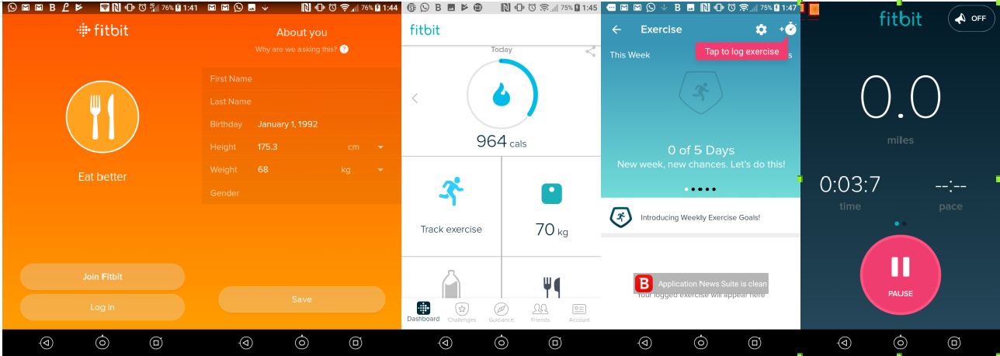 76% 1:41
fitbit
Eat better
Join Fitbit
Log in
76% 1:44
About you
Why are we asking this? ?
First Name
Last Name
Birthday January 1, 1992
Height 175.3 cm
Weight 68 kg
Gender
Save
B 75% 1:45
fitbit
Today
964 cals
Track exercise
70 kg
Dashboard Challenges Guidance Friends Account
B 75% 1:47
Exercise
Tap to log exercise
This Week s
0 of 5 Days
New week, new chances. Let's do this!
Introducing Weekly Exercise Goals!
B Application News Suite is clean
Your logged exercise will appear here
fitbit
OFF
0.0
miles
0:03:7 --:--
time pace
PAUSE